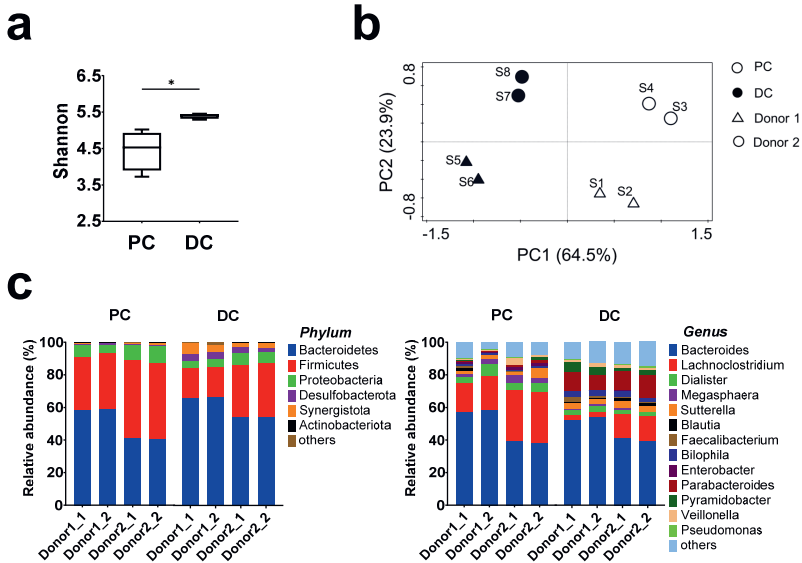 a
6.5
5.5
4.5
3.5
2.5
Shannon
*
PC DC
b
0.8
-0.8
PC2 (23.9%)
S8
S7
S4
S3
S5
S6
S1
S2
-1.5
1.5
PC1 (64.5%)
PC
DC
Donor 1
Donor 2
c
PC DC
Relative abundance (%)
100
80
60
40
20
0
Donor1_1
Donor1_2
Donor2_1
Donor2_2
Donor1_1
Donor1_2
Donor2_1
Donor2_2
Phylum
Bacteroidetes
Firmicutes
Proteobacteria
Desulfobacterota
Synergistota
Actinobacteriota
others
PC DC
Relative abundance (%)
100
80
60
40
20
0
Donor1_1
Donor1_2
Donor2_1
Donor2_2
Donor1_1
Donor1_2
Donor2_1
Donor2_2
Genus
Bacteroides
Lachnoclostridium
Dialister
Megasphaera
Sutterella
Blautia
Faecalibacterium
Bilophila
Enterobacter
Parabacteroides
Pyramidobacter
Veillonella
Pseudomonas
others